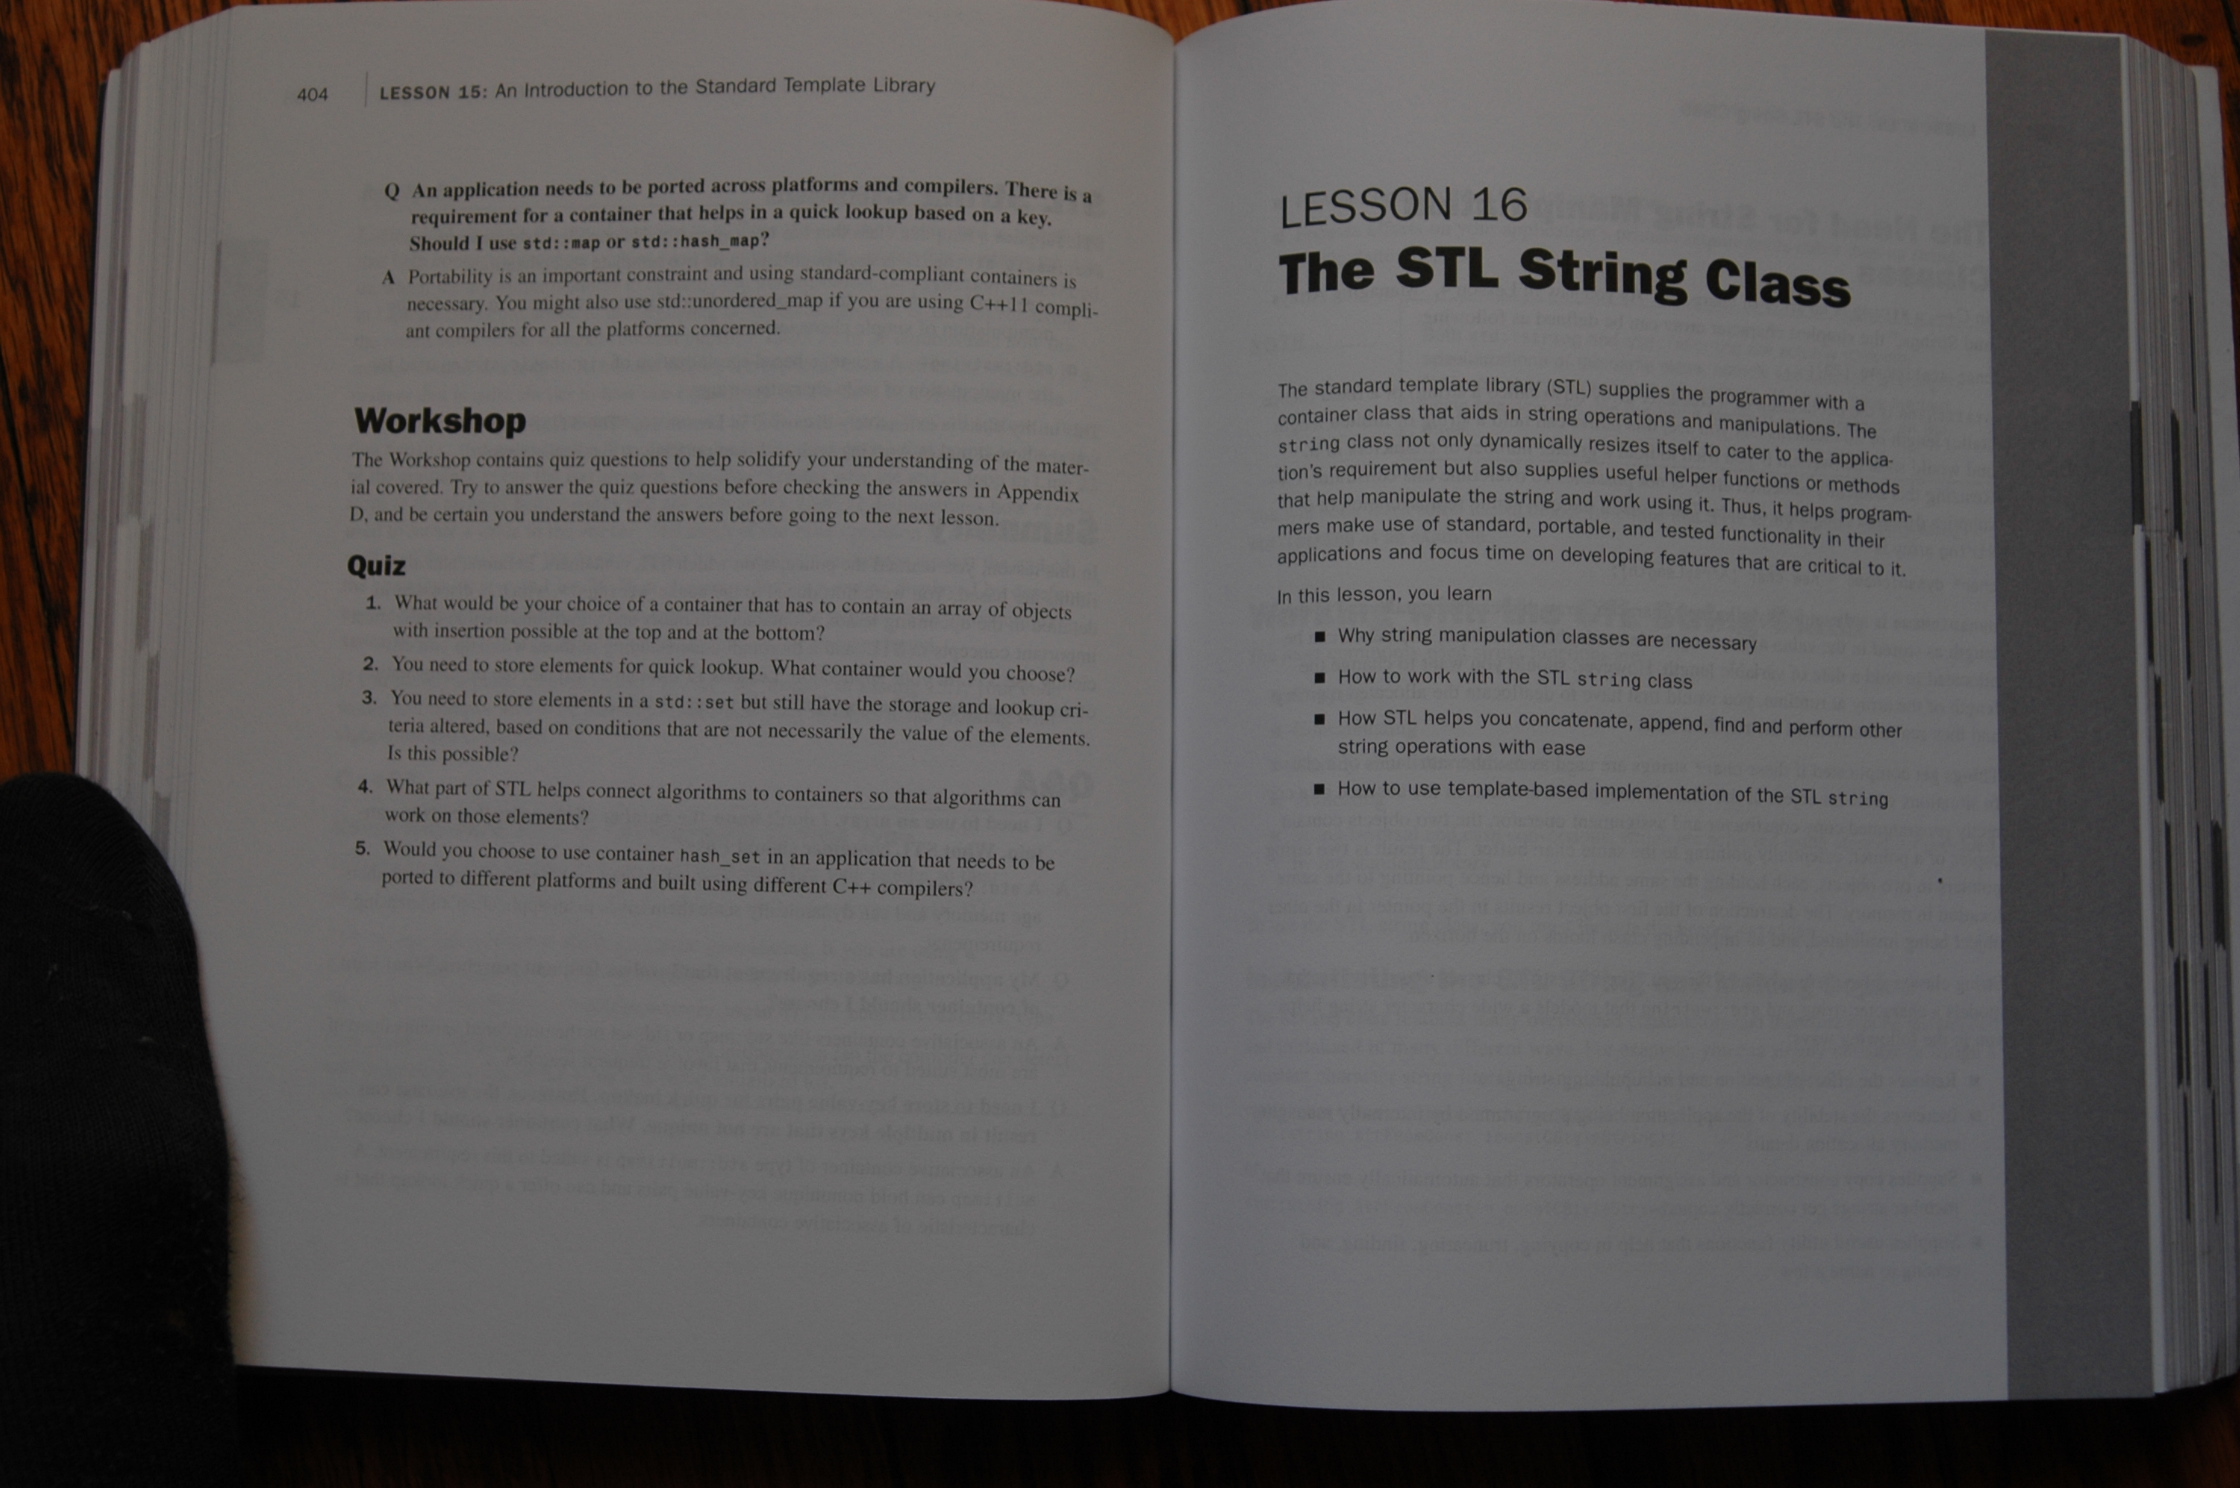 404 LESSON 15: An Introduction to the Standard Template Library
Q An application needs to be ported across platforms and compilers. There is a
requirement for a container that helps in a quick lookup based on a key.
Should I use std::map or std::hash_map?
A Portability is an important constraint and using standard-compliant containers is
necessary. You might also use std::unordered_map if you are using C++11 compli-
ant compilers for all the platforms concerned.
Workshop
The Workshop contains quiz questions to help solidify your understanding of the mater-
ial covered. Try to answer the quiz questions before checking the answers in Appendix
D, and be certain you understand the answers before going to the next lesson.
Quiz
1. What would be your choice of a container that has to contain an array of objects
with insertion possible at the top and at the bottom?
2. You need to store elements for quick lookup. What container would you choose?
3. You need to store elements in a std::set but still have the storage and lookup cri-
teria altered, based on conditions that are not necessarily the value of the elements.
Is this possible?
4. What part of STL helps connect algorithms to containers so that algorithms can
work on those elements?
5. Would you choose to use container hash_set in an application that needs to be
ported to different platforms and built using different C++ compilers?
LESSON 16
The STL String Class
The standard template library (STL) supplies the programmer with a
container class that aids in string operations and manipulations. The
string class not only dynamically resizes itself to cater to the applica-
tion's requirement but also supplies useful helper functions or methods
that help manipulate the string and work using it. Thus, it helps program-
mers make use of standard, portable, and tested functionality in their
applications and focus time on developing features that are critical to it.
In this lesson, you learn
■ Why string manipulation classes are necessary
■ How to work with the STL string class
■ How STL helps you concatenate, append, find and perform other
string operations with ease
■ How to use template-based implementation of the STL string